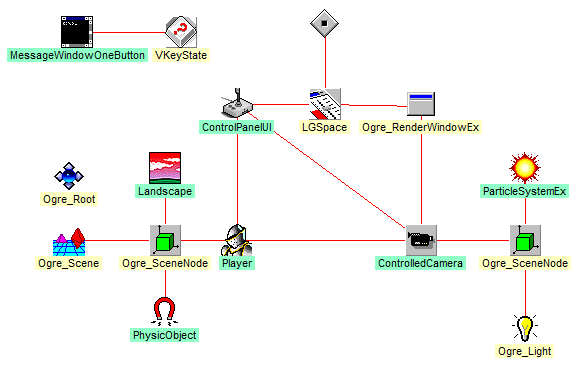 MessageWindowOneButton
VKeyState
ControlPanelUI
LGSpace
Ogre_RenderWindowEx
Ogre_Root
Landscape
ParticleSystemEx
Ogre_Scene
Ogre_SceneNode
Player
ControlledCamera
Ogre_SceneNode
PhysicObject
Ogre_Light